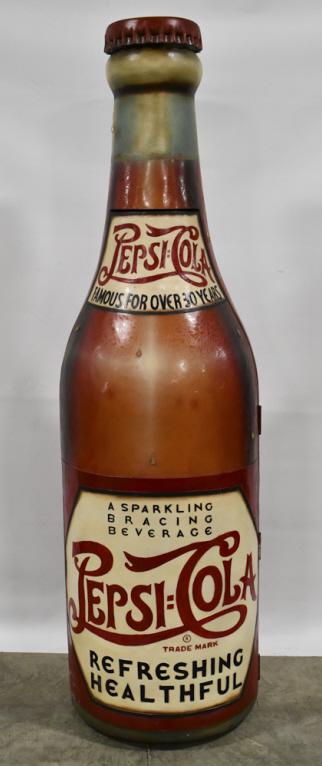 PEPSI:COLA
FAMOUS FOR OVER 30 YEARS
A SPARKLING
BRACING
BEVERAGE
PEPSI:COLA
®
TRADE MARK
REFRESHING
HEALTHFUL